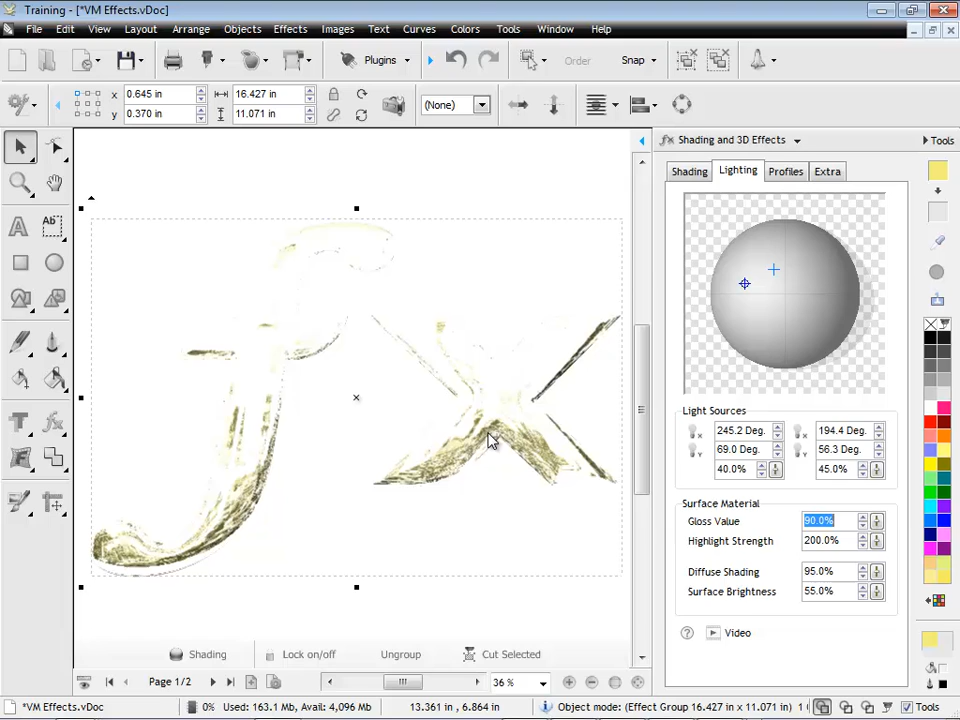 Training - [*VM Effects.vDoc]
File Edit View Layout Arrange Objects Effects Images Text Curves Colors Tools Window Help
Plugins Order Snap
x 0.645 in 16.427 in (None)
y 0.370 in 11.071 in
Shading and 3D Effects Tools
Shading Lighting Profiles Extra
Abc
A
fx
Light Sources
X 245.2 Deg. X 194.4 Deg.
Y 69.0 Deg. Y 56.3 Deg.
40.0% 45.0%
Surface Material
Gloss Value 90.0%
Highlight Strength 200.0%
Diffuse Shading 95.0%
Surface Brightness 55.0%
? Video
Shading Lock on/off Ungroup Cut Selected
Page 1/2 36 %
*VM Effects.vDoc 0% Used: 163.1 Mb, Avail: 4,096 Mb 13.361 in , 6.864 in Object mode: (Effect Group 16.427 in x 11.071 in) 1 Tools